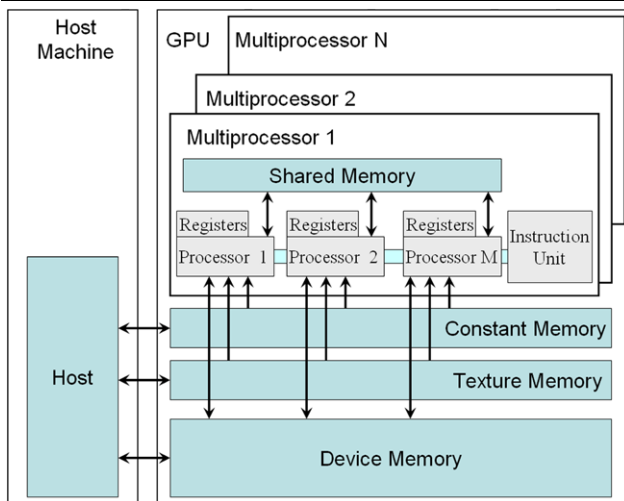 Host
Machine
GPU
Multiprocessor N
Multiprocessor 2
Multiprocessor 1
Shared Memory
Registers
Registers
Registers
Processor 1
Processor 2
Processor M
Instruction
Unit
Constant Memory
Host
Texture Memory
Device Memory